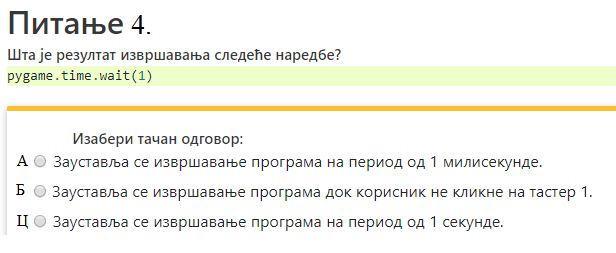 Питање 4.
Шта је резултат извршавања следеће наредбе?
pygame.time.wait(1)
Изабери тачан одговор:
А Зауставља се извршавање програма на период од 1 милисекунде.
Б Зауставља се извршавање програма док корисник не кликне на тастер 1.
Ц Зауставља се извршавање програма на период од 1 секунде.